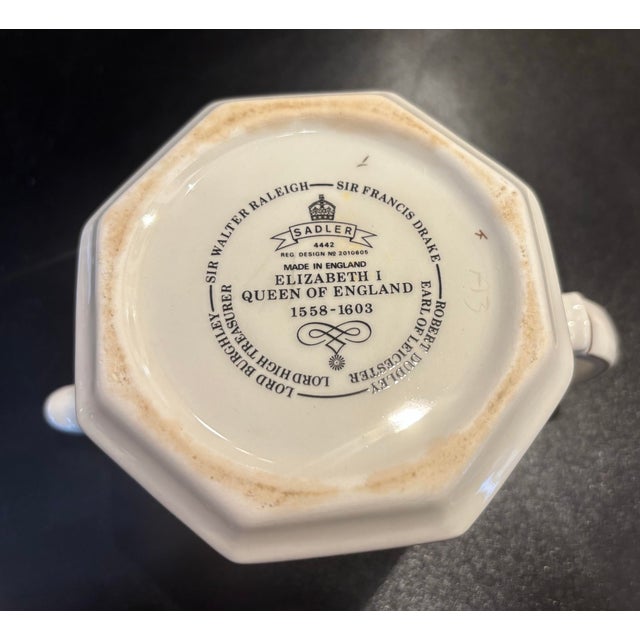 SIR WALTER RALEIGH
SIR FRANCIS DRAKE
ROBERT DUDLEY
EARL OF LEICESTER
LORD BURGHLEY
LORD HIGH TREASURER
SADLER
4442
REG. DESIGN Nº 2010605
MADE IN ENGLAND
ELIZABETH I
QUEEN OF ENGLAND
1558-1603